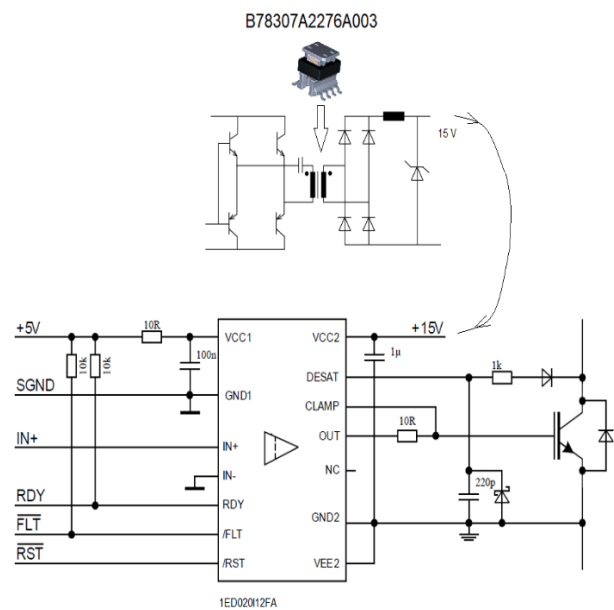 B78307A2276A003
15 V
+5V
10R
VCC1
VCC2
+15V
10k
10k
100n
1µ
DESAT
1k
SGND
GND1
CLAMP
10R
OUT
IN+
IN+
IN-
NC
RDY
RDY
220p
FLT
/FLT
GND2
RST
/RST
VEE2
1ED020I12FA